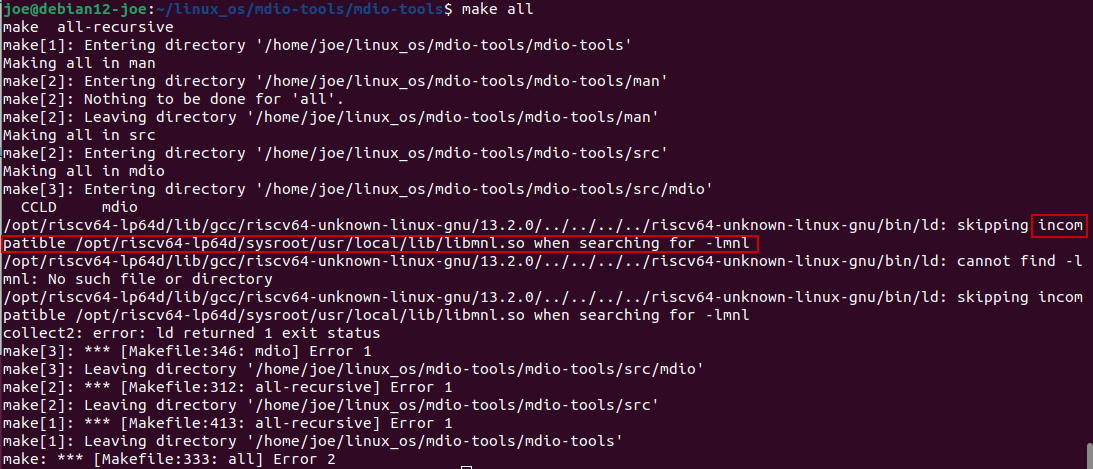 joe@debian12-joe:~/linux_os/mdio-tools/mdio-tools$ make all
make  all-recursive
make[1]: Entering directory '/home/joe/linux_os/mdio-tools/mdio-tools'
Making all in man
make[2]: Entering directory '/home/joe/linux_os/mdio-tools/mdio-tools/man'
make[2]: Nothing to be done for 'all'.
make[2]: Leaving directory '/home/joe/linux_os/mdio-tools/mdio-tools/man'
Making all in src
make[2]: Entering directory '/home/joe/linux_os/mdio-tools/mdio-tools/src'
Making all in mdio
make[3]: Entering directory '/home/joe/linux_os/mdio-tools/mdio-tools/src/mdio'
  CCLD     mdio
/opt/riscv64-lp64d/lib/gcc/riscv64-unknown-linux-gnu/13.2.0/../../../../riscv64-unknown-linux-gnu/bin/ld: skipping incom
patible /opt/riscv64-lp64d/sysroot/usr/local/lib/libmnl.so when searching for -lmnl
/opt/riscv64-lp64d/lib/gcc/riscv64-unknown-linux-gnu/13.2.0/../../../../riscv64-unknown-linux-gnu/bin/ld: cannot find -l
mnl: No such file or directory
/opt/riscv64-lp64d/lib/gcc/riscv64-unknown-linux-gnu/13.2.0/../../../../riscv64-unknown-linux-gnu/bin/ld: skipping incom
patible /opt/riscv64-lp64d/sysroot/usr/local/lib/libmnl.so when searching for -lmnl
collect2: error: ld returned 1 exit status
make[3]: *** [Makefile:346: mdio] Error 1
make[3]: Leaving directory '/home/joe/linux_os/mdio-tools/mdio-tools/src/mdio'
make[2]: *** [Makefile:312: all-recursive] Error 1
make[2]: Leaving directory '/home/joe/linux_os/mdio-tools/mdio-tools/src'
make[1]: *** [Makefile:413: all-recursive] Error 1
make[1]: Leaving directory '/home/joe/linux_os/mdio-tools/mdio-tools'
make: *** [Makefile:333: all] Error 2